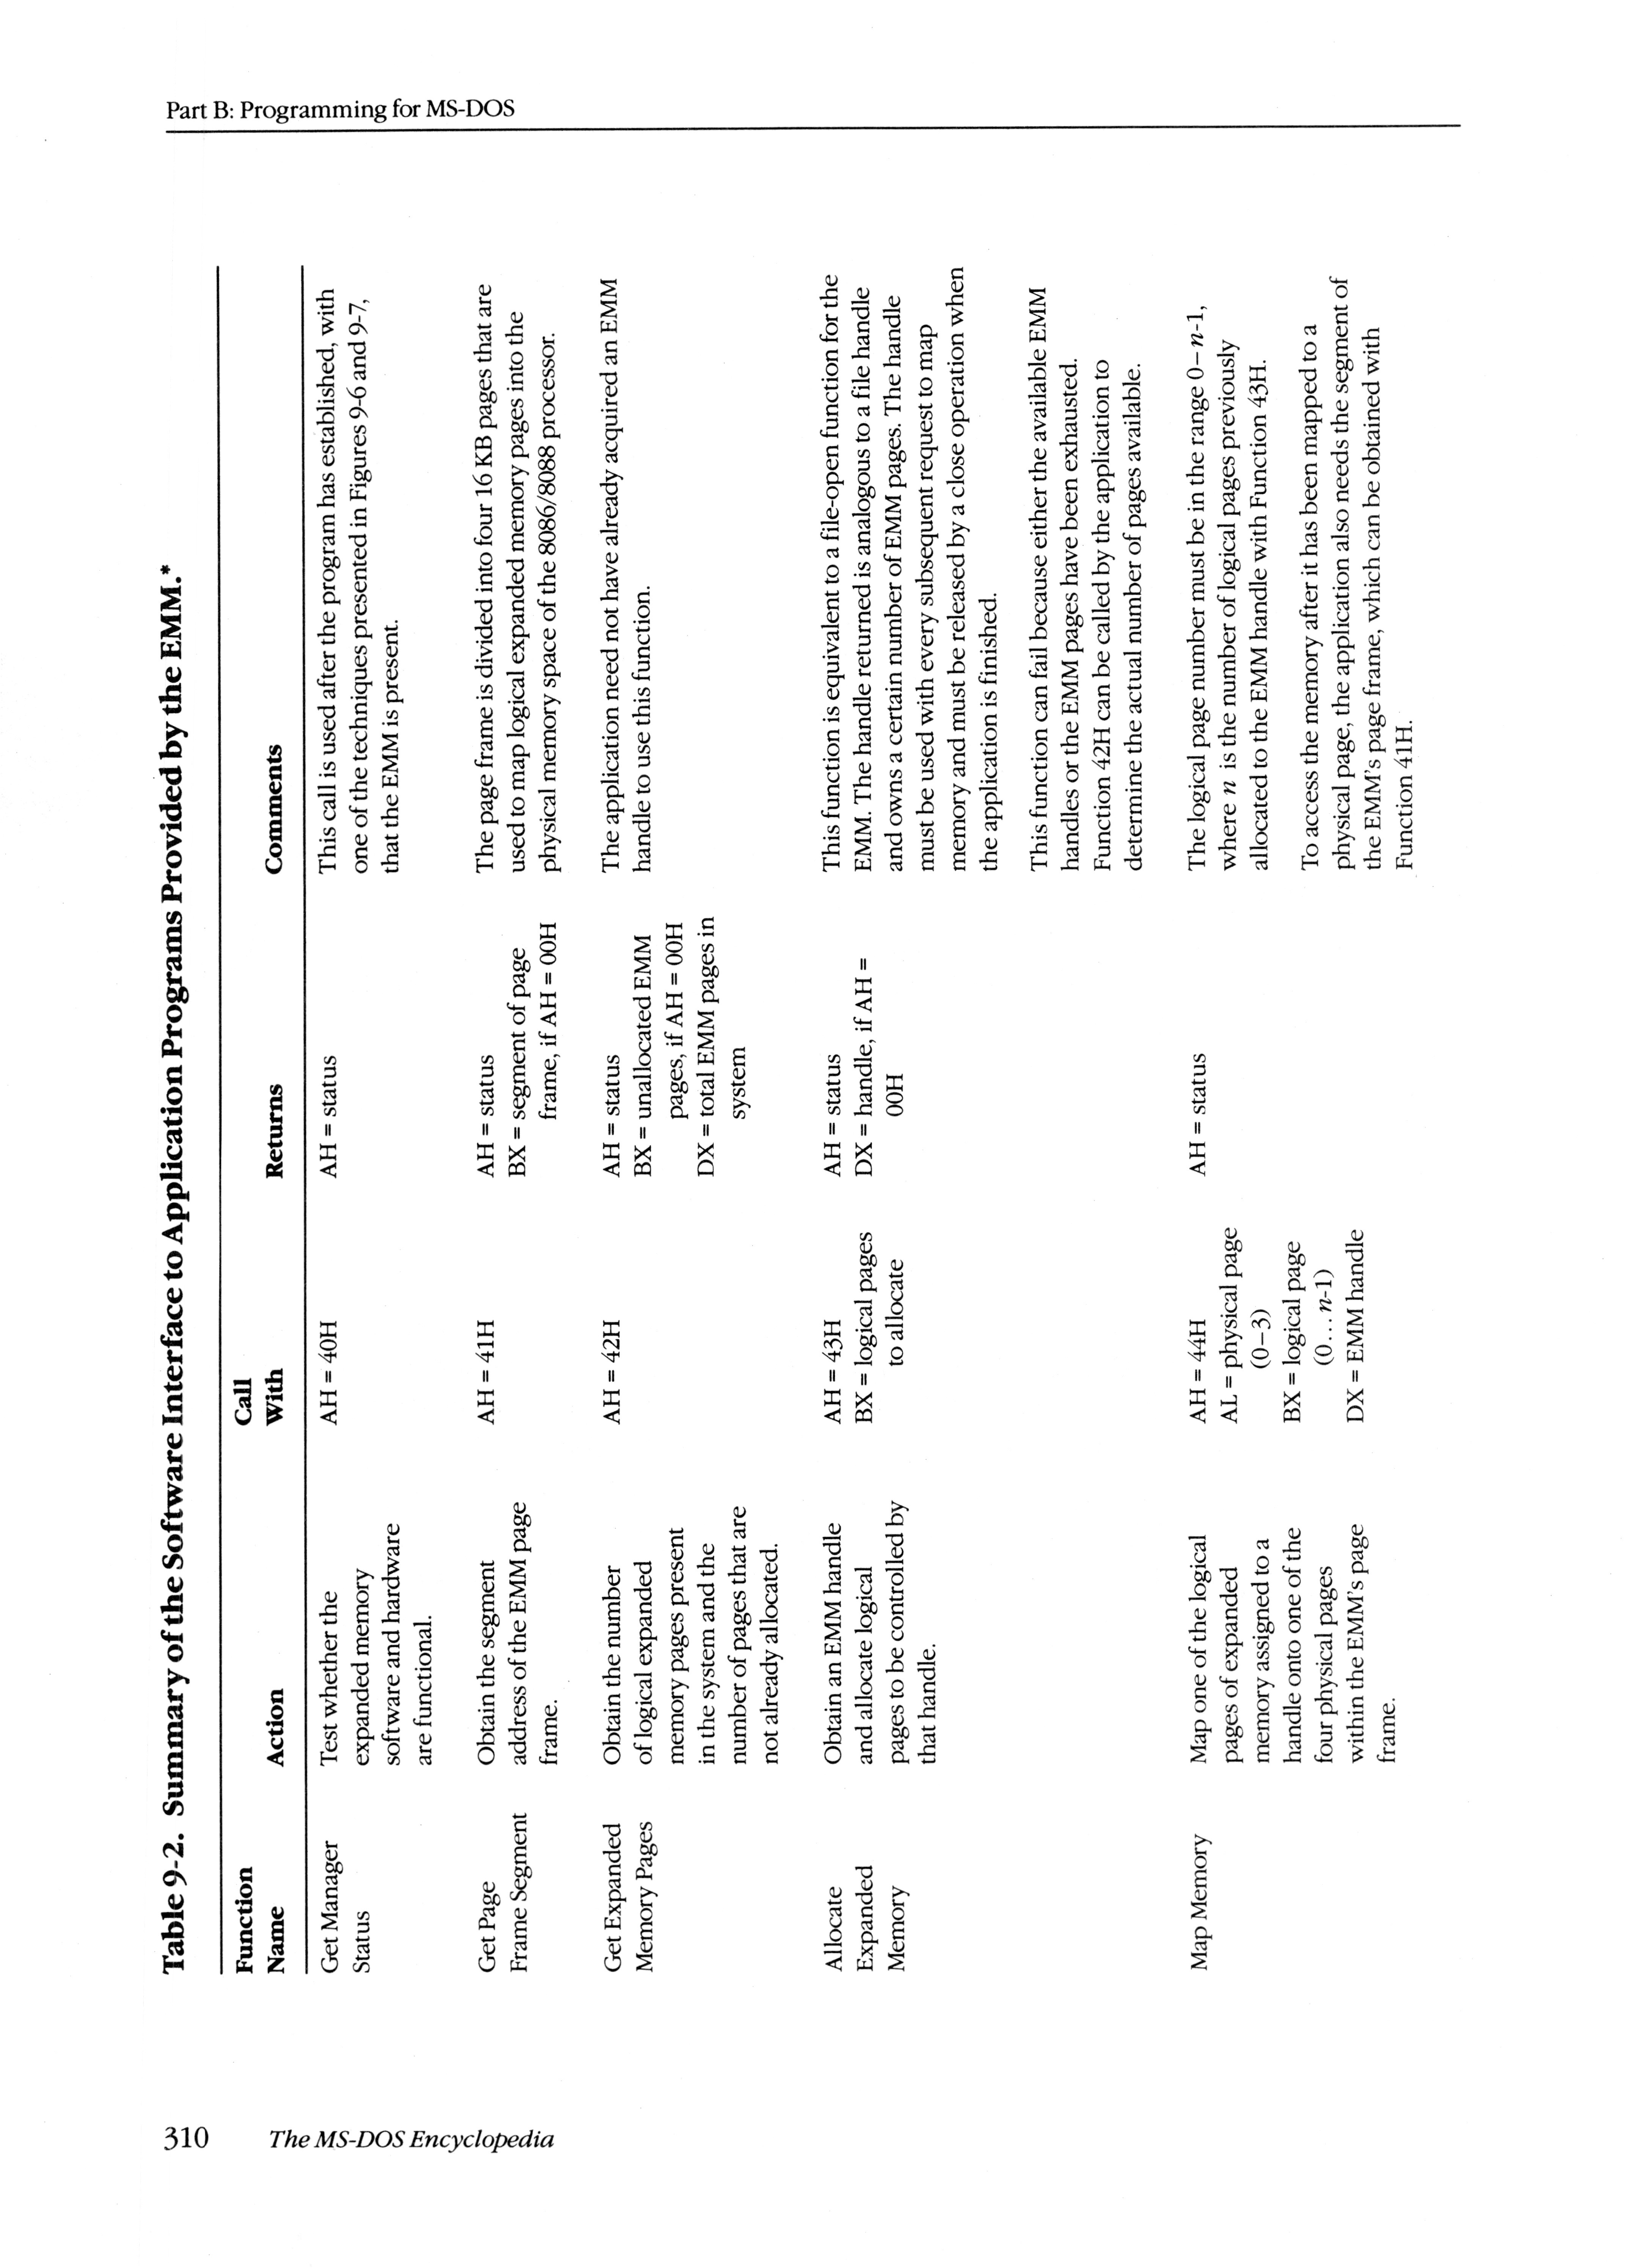 Part B: Programming for MS-DOS
Table 9-2. Summary of the Software Interface to Application Programs Provided by the EMM.*
Function
Name
Action
Call
With
Returns
Comments
Get Manager
Status
Test whether the
expanded memory
software and hardware
are functional.
AH = 40H
AH = status
This call is used after the program has established, with
one of the techniques presented in Figures 9-6 and 9-7,
that the EMM is present.
Get Page
Frame Segment
Obtain the segment
address of the EMM page
frame.
AH = 41H
AH = status
BX = segment of page
frame, if AH = 00H
The page frame is divided into four 16 KB pages that are
used to map logical expanded memory pages into the
physical memory space of the 8086/8088 processor.
Get Expanded
Memory Pages
Obtain the number
of logical expanded
memory pages present
in the system and the
number of pages that are
not already allocated.
AH = 42H
AH = status
BX = unallocated EMM
pages, if AH = 00H
DX = total EMM pages in
system
The application need not have already acquired an EMM
handle to use this function.
Allocate
Expanded
Memory
Obtain an EMM handle
and allocate logical
pages to be controlled by
that handle.
AH = 43H
BX = logical pages
to allocate
AH = status
DX = handle, if AH =
00H
This function is equivalent to a file-open function for the
EMM. The handle returned is analogous to a file handle
and owns a certain number of EMM pages. The handle
must be used with every subsequent request to map
memory and must be released by a close operation when
the application is finished.
This function can fail because either the available EMM
handles or the EMM pages have been exhausted.
Function 42H can be called by the application to
determine the actual number of pages available.
Map Memory
Map one of the logical
pages of expanded
memory assigned to a
handle onto one of the
four physical pages
within the EMM's page
frame.
AH = 44H
AL = physical page
(0–3)
BX = logical page
(0...n-1)
DX = EMM handle
AH = status
The logical page number must be in the range 0–n-1,
where n is the number of logical pages previously
allocated to the EMM handle with Function 43H.
To access the memory after it has been mapped to a
physical page, the application also needs the segment of
the EMM's page frame, which can be obtained with
Function 41H.
310 The MS-DOS Encyclopedia